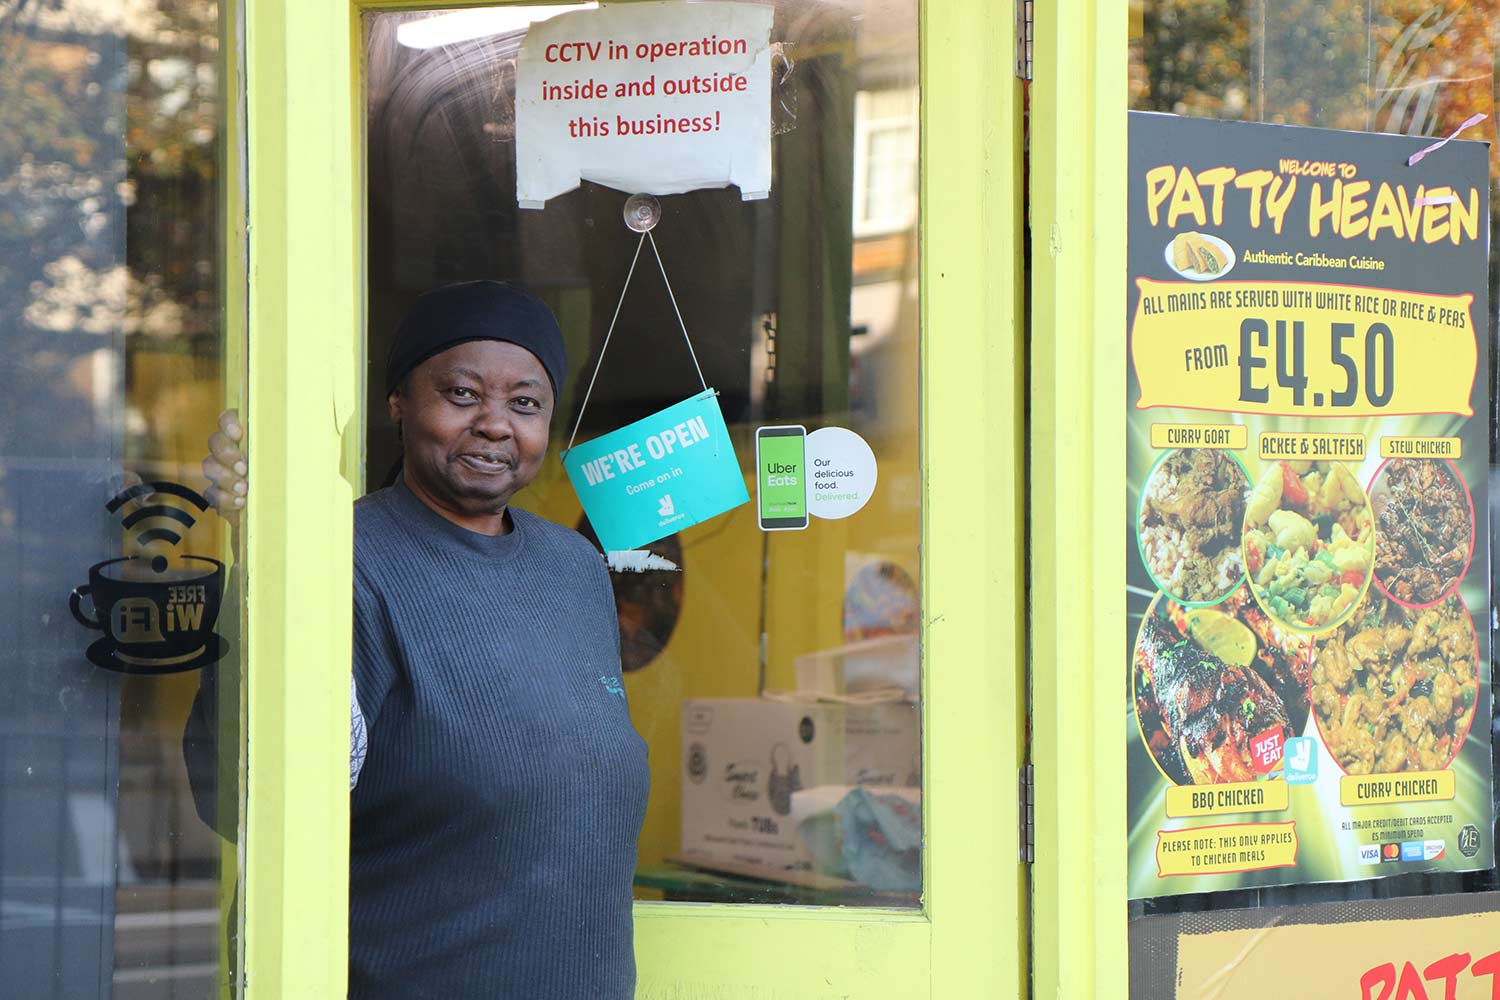 CCTV in operation
inside and outside
this business!
WE'RE OPEN
Come on in
deliveroo
Uber
Eats
Our
delicious
food.
Delivered.
FREE
WiFi
TUBs
WELCOME TO
PATTY HEAVEN
Authentic Caribbean Cuisine
ALL MAINS ARE SERVED WITH WHITE RICE OR RICE & PEAS
FROM £4.50
CURRY GOAT
ACKEE & SALTFISH
STEW CHICKEN
JUST
EAT
deliveroo
BBQ CHICKEN
CURRY CHICKEN
PLEASE NOTE: THIS ONLY APPLIES
TO CHICKEN MEALS
ALL MAJOR CREDIT/DEBIT CARDS ACCEPTED
£5 MINIMUM SPEND
VISA
PATT